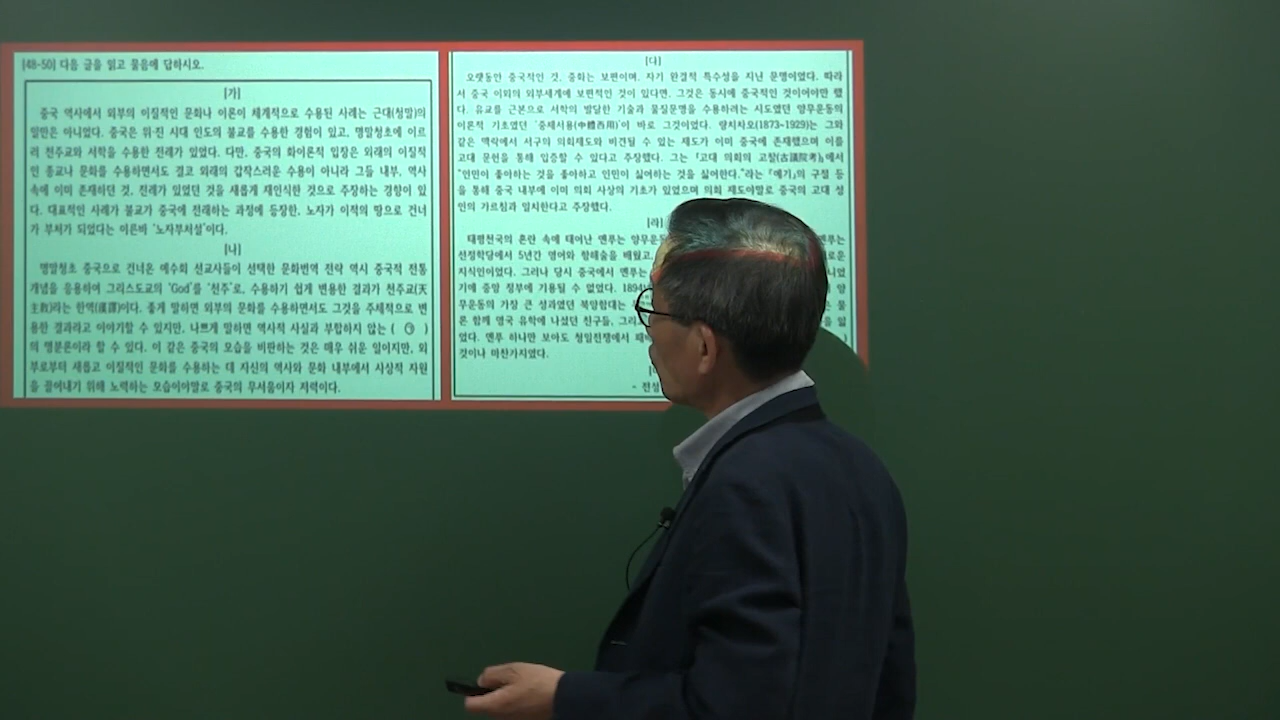 [48-50] 다음 글을 읽고 물음에 답하시오.
[가]
중국 역사에서 외부의 이질적인 문화나 이론이 체계적으로 수용된 사례는 근대(청말)의
일만은 아니었다. 중국은 위·진 시대 인도의 불교를 수용한 경험이 있고, 명말청초에 이르
러 천주교와 서학을 수용한 전례가 있었다. 다만, 중국의 화이론적 입장은 외래의 이질적
인 종교나 문화를 수용하면서도 결코 외래의 갑작스러운 수용이 아니라 그들 내부, 역사
속에 이미 존재하던 것, 전례가 있었던 것을 새롭게 재인식한 것으로 주장하는 경향이 있
다. 대표적인 사례가 불교가 중국에 전래하는 과정에 등장한, 노자가 이적의 땅으로 건너
가 부처가 되었다는 이른바 '노자부처설'이다.
[나]
명말청초 중국으로 건너온 예수회 선교사들이 선택한 문화번역 전략 역시 중국적 전통
개념을 응용하여 그리스도교의 'God'를 '천주'로, 수용하기 쉽게 변용한 결과가 천주교(天
主敎)라는 한역(漢譯)이다. 좋게 말하면 외부의 문화를 수용하면서도 그것을 주체적으로 변
용한 결과라고 이야기할 수 있지만, 나쁘게 말하면 역사적 사실과 부합하지 않는 ( ㉠ )
의 명분론이라 할 수 있다. 이 같은 중국의 모습을 비판하는 것은 매우 쉬운 일이지만, 외
부로부터 새롭고 이질적인 문화를 수용하는 데 자신의 역사와 문화 내부에서 사상적 자원
을 끌어내기 위해 노력하는 모습이야말로 중국의 무서움이자 저력이다.
[다]
오랫동안 중국적인 것, 중화는 보편이며, 자기 완결적 특수성을 지닌 문명이었다. 따라
서 중국 이외의 외부세계에 보편적인 것이 있다면, 그것은 동시에 중국적인 것이어야만 했
다. 유교를 근본으로 서학의 발달한 기술과 물질문명을 수용하려는 시도였던 양무운동의
이론적 기초였던 '중체서용(中體西用)'이 바로 그것이었다. 량치차오(1873~1929)는 그와
같은 맥락에서 서구의 의회제도와 비견될 수 있는 제도가 이미 중국에 존재했으며 이를
고대 문헌을 통해 입증할 수 있다고 주장했다. 그는 『고대 의회의 고찰(古議院考)』에서
"인민이 좋아하는 것을 좋아하고 인민이 싫어하는 것을 싫어한다."라는 『예기』의 구절 등
을 통해 중국 내부에 이미 의회 사상의 기초가 있었으며 의회 제도야말로 중국의 고대 성
인의 가르침과 일치한다고 주장했다.
[라]
태평천국의 혼란 속에 태어난 옌푸는 양무운동 옌푸는
선정학당에서 5년간 영어와 항해술을 배웠고, 로운
지식인이었다. 그러나 당시 중국에서 옌푸는 니었
기에 중앙 정부에 기용될 수 없었다. 1894 양
무운동의 가장 큰 성과였던 북양함대는 물
론 함께 영국 유학에 나섰던 친구들, 그리 을 잃
었다. 옌푸 하나만 보아도 청일전쟁에서 패
것이나 마찬가지였다.
- 전설